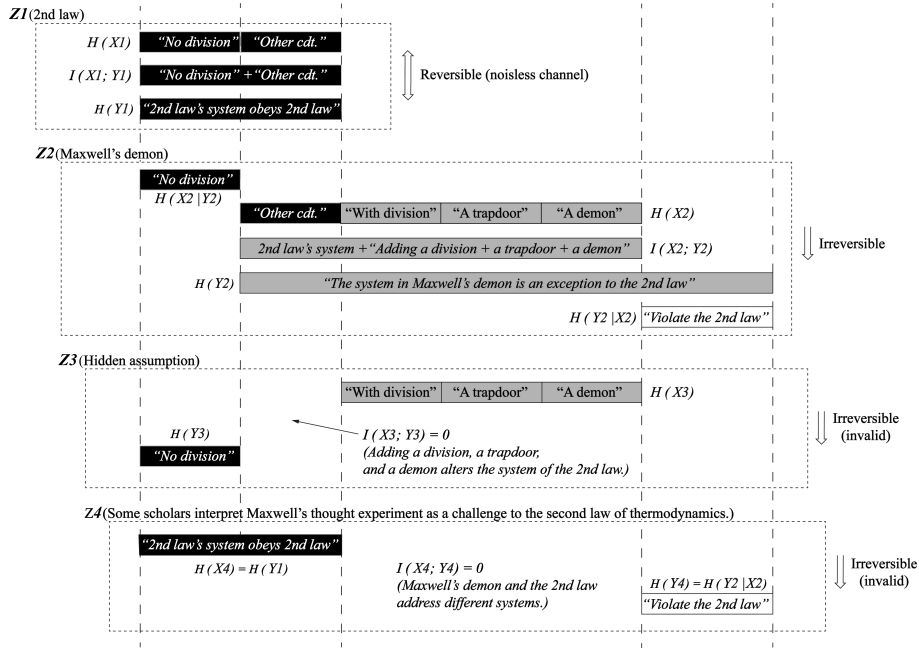 Z1(2nd law)
H ( X1) "No division" "Other cdt."
I ( X1; Y1) "No division" +"Other cdt."
Reversible (noisless channel)
H ( Y1) "2nd law's system obeys 2nd law"
Z2(Maxwell's demon)
"No division"
H ( X2 |Y2)
"Other cdt." "With division" "A trapdoor" "A demon" H ( X2)
2nd law's system +"Adding a division + a trapdoor + a demon" I ( X2; Y2)
Irreversible
H ( Y2) "The system in Maxwell's demon is an exception to the 2nd law"
H ( Y2 |X2) "Violate the 2nd law"
Z3(Hidden assumption)
"With division" "A trapdoor" "A demon" H ( X3)
Irreversible
(invalid)
H ( Y3)
"No division"
I ( X3; Y3) = 0
(Adding a division, a trapdoor,
and a demon alters the system of the 2nd law.)
Z4(Some scholars interpret Maxwell's thought experiment as a challenge to the second law of thermodynamics.)
"2nd law's system obeys 2nd law"
H ( X4) = H ( Y1)
I ( X4; Y4) = 0
(Maxwell's demon and the 2nd law
address different systems.)
H ( Y4) = H ( Y2 |X2)
"Violate the 2nd law"
Irreversible
(invalid)